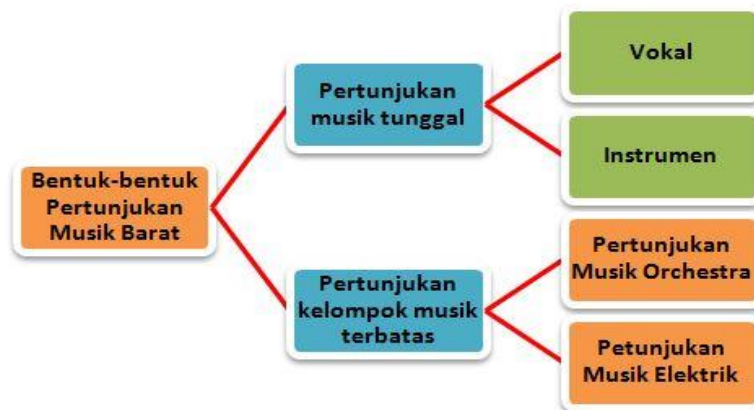 Bentuk-bentuk
Pertunjukan
Musik Barat
Pertunjukan
musik tunggal
Vokal
Instrumen
Pertunjukan
kelompok musik
terbatas
Pertunjukan
Musik Orchestra
Petunjukan
Musik Elektrik